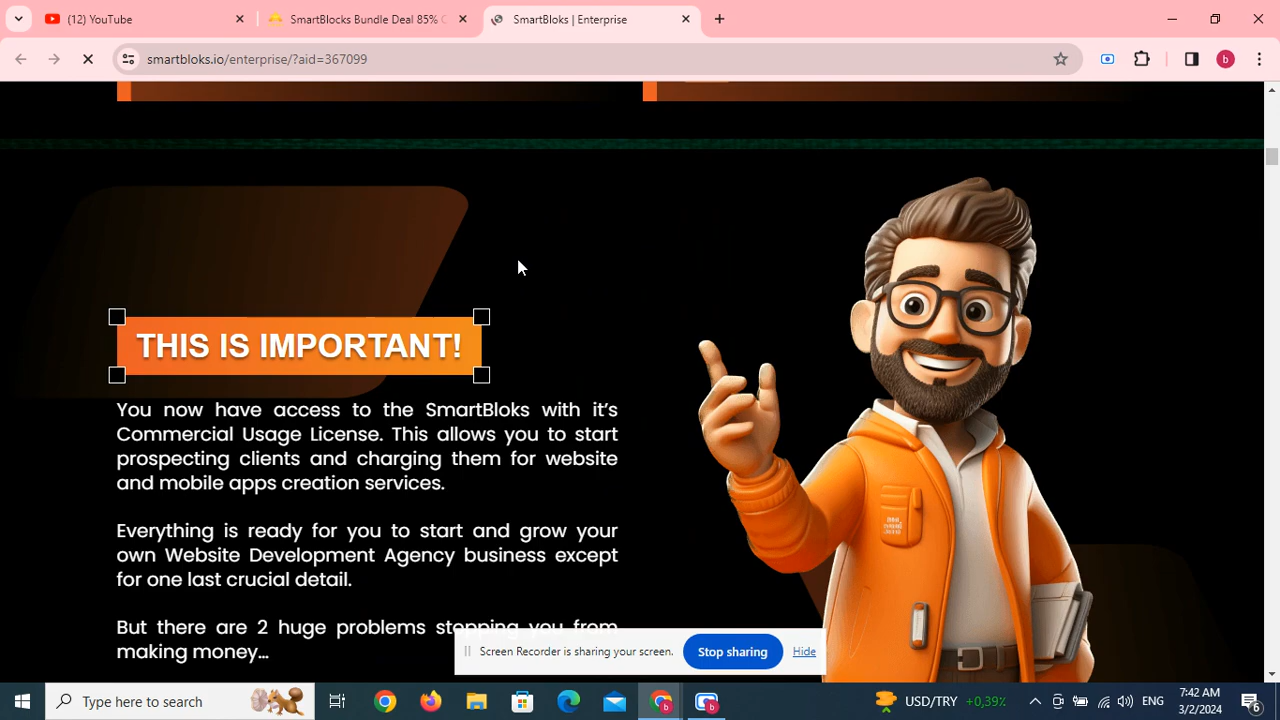 (12) YouTube
SmartBlocks Bundle Deal 85%
SmartBloks | Enterprise
smartbloks.io/enterprise/?aid=367099
b
THIS IS IMPORTANT!
You now have access to the SmartBloks with it's
Commercial Usage License. This allows you to start
prospecting clients and charging them for website
and mobile apps creation services.
Everything is ready for you to start and grow your
own Website Development Agency business except
for one last crucial detail.
But there are 2 huge problems stopping you from
making money...
Screen Recorder is sharing your screen.
Stop sharing
Hide
Type here to search
b
b
USD/TRY +0,39%
ENG
7:42 AM
3/2/2024
6